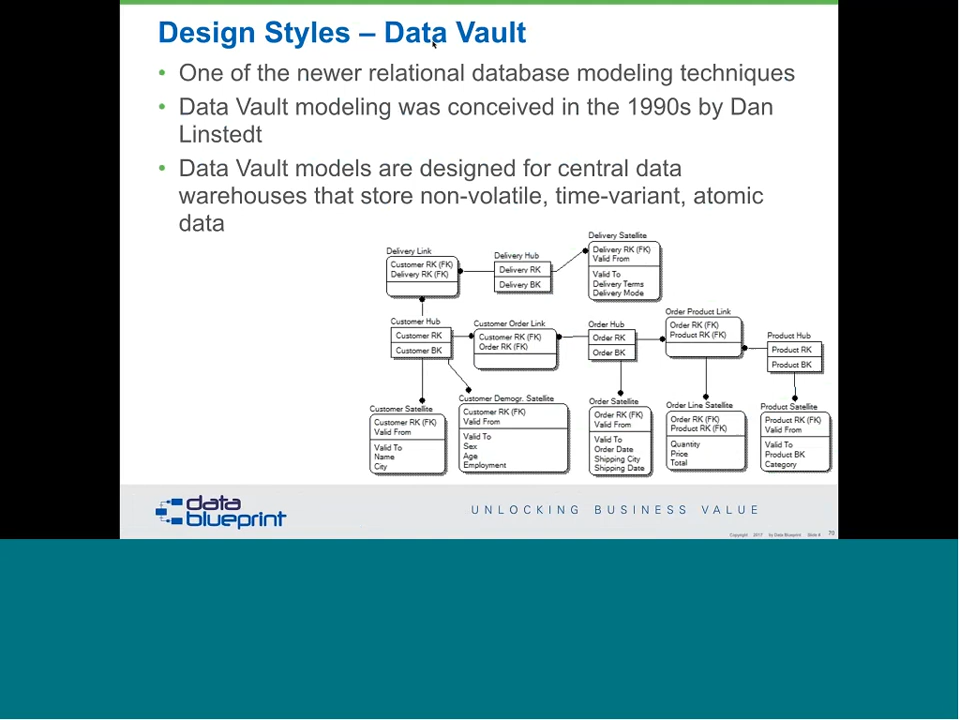 Design Styles – Data Vault
• One of the newer relational database modeling techniques
• Data Vault modeling was conceived in the 1990s by Dan
Linstedt
• Data Vault models are designed for central data
warehouses that store non-volatile, time-variant, atomic
data
Delivery Link
Customer RK (FK)
Delivery RK (FK)
Delivery Hub
Delivery RK
Delivery BK
Delivery Satellite
Delivery RK (FK)
Valid From
Valid To
Delivery Terms
Delivery Mode
Customer Hub
Customer RK
Customer BK
Customer Order Link
Customer RK (FK)
Order RK (FK)
Order Hub
Order RK
Order BK
Order Product Link
Order RK (FK)
Product RK (FK)
Product Hub
Product RK
Product BK
Customer Satellite
Customer RK (FK)
Valid From
Valid To
Name
City
Customer Demogr. Satellite
Customer RK (FK)
Valid From
Valid To
Sex
Age
Employment
Order Satellite
Order RK (FK)
Valid From
Valid To
Order Date
Shipping City
Shipping Date
Order Line Satellite
Order RK (FK)
Product RK (FK)
Quantity
Price
Total
Product Satellite
Product RK (FK)
Valid From
Valid To
Product BK
Category
data
blueprint
UNLOCKING BUSINESS VALUE
Copyright 2017 by Data Blueprint Slide # 70